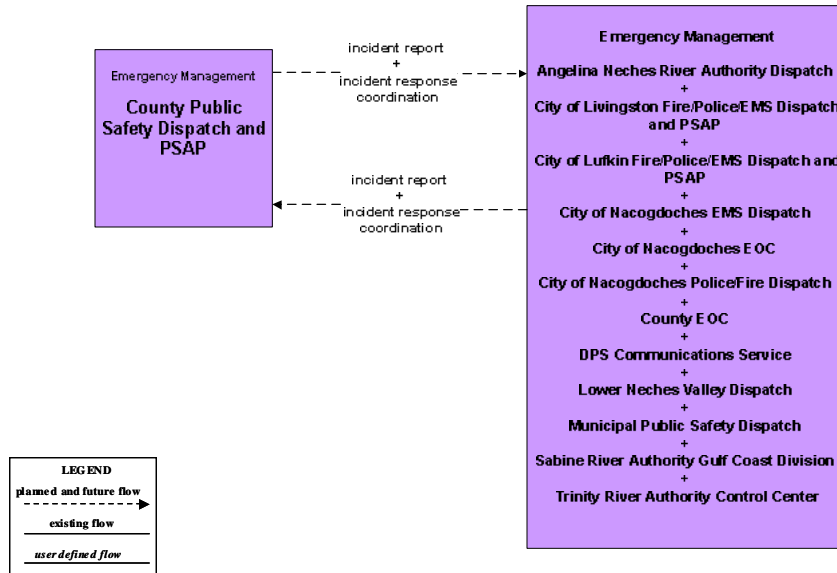 Emergency Management
County Public
Safety Dispatch and
PSAP
incident report
+
incident response
coordination
incident report
+
incident response
coordination
Emergency Management
Angelina Neches River Authority Dispatch
+
City of Livingston Fire/Police/EMS Dispatch
and PSAP
+
City of Lufkin Fire/Police/EMS Dispatch and
PSAP
+
City of Nacogdoches EMS Dispatch
+
City of Nacogdoches EOC
+
City of Nacogdoches Police/Fire Dispatch
+
County EOC
+
DPS Communications Service
+
Lower Neches Valley Dispatch
+
Municipal Public Safety Dispatch
+
Sabine River Authority Gulf Coast Division
+
Trinity River Authority Control Center
LEGEND
planned and future flow
existing flow
user defined flow